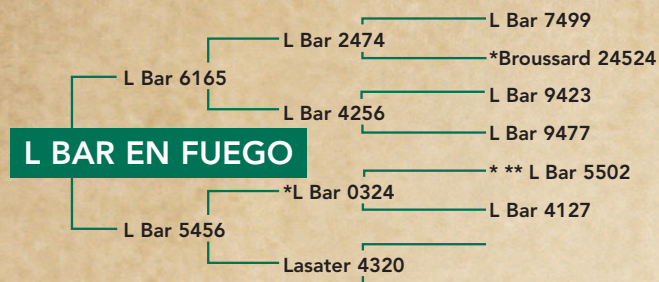 L Bar 7499
L Bar 2474
*Broussard 24524
L Bar 6165
L Bar 9423
L Bar 4256
L Bar 9477
L BAR EN FUEGO
* ** L Bar 5502
*L Bar 0324
L Bar 4127
L Bar 5456
Lasater 4320